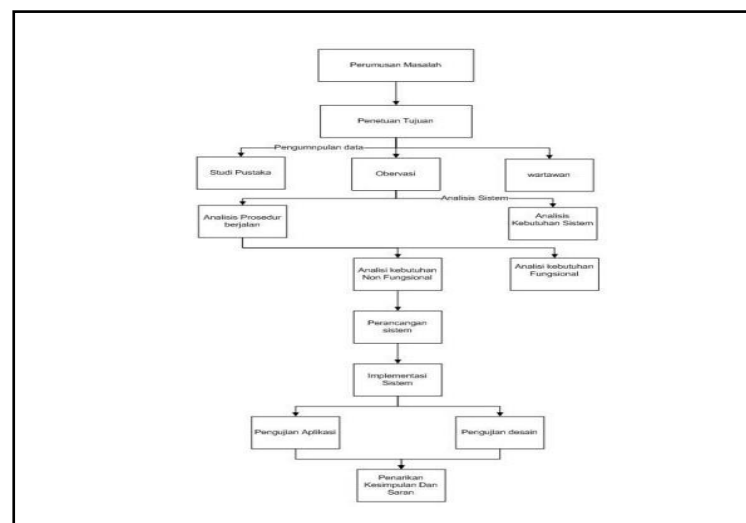 Perumusan Masalah
Penetuan Tujuan
Pengumnpulan data
Studi Pustaka
Obervasi
wartawan
Analisis Sistem
Analisis Prosedur
berjalan
Analisis
Kebutuhan Sistem
Analisi kebutuhan
Non Fungsional
Analisi kebutuhan
Fungsional
Perancangan
sistem
Implementasi
Sistem
Pengujian Aplikasi
Pengujian desain
Penarikan
Kesimpulan Dan
Saran